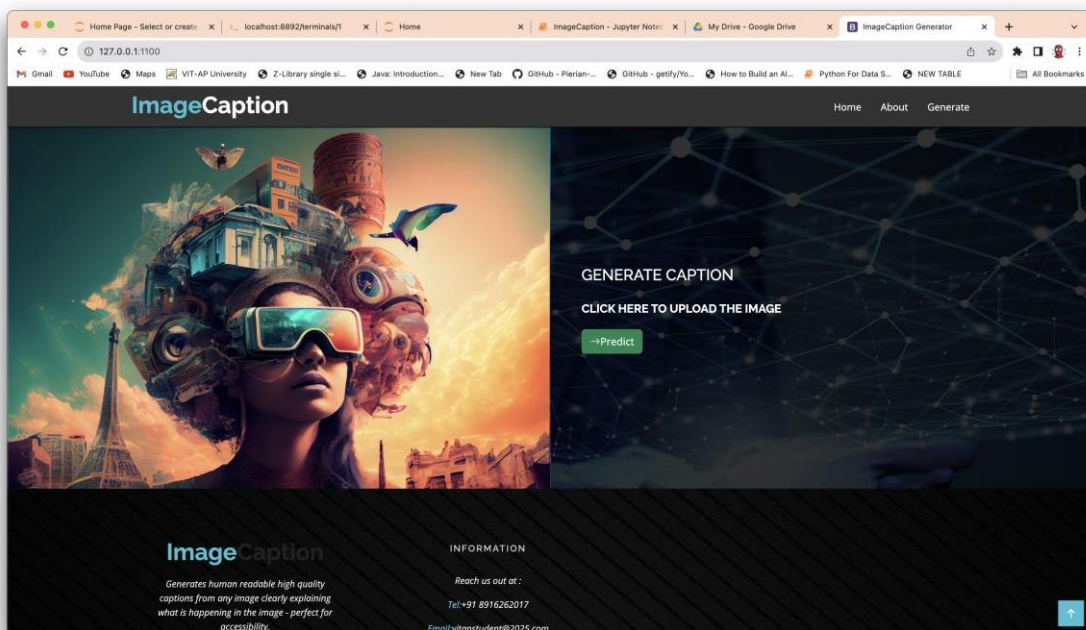 Home Page - Select or create
localhost:8892/terminals/1
Home
ImageCaption - Jupyter Note
My Drive - Google Drive
ImageCaption Generator
127.0.0.1:1100
Gmail
YouTube
Maps
VIT-AP University
Z-Library single si...
Java: Introduction...
New Tab
GitHub - Pierian-...
GitHub - getify/Yo...
How to Build an AI...
Python For Data S...
NEW TABLE
All Bookmarks
ImageCaption
Home About Generate
GENERATE CAPTION
CLICK HERE TO UPLOAD THE IMAGE
→Predict
ImageCaption
Generates human readable high quality
captions from any image clearly explaining
what is happening in the image - perfect for
accessibility.
INFORMATION
Reach us out at :
Tel:+91 8916262017
Email:vitapstudent@2025.com